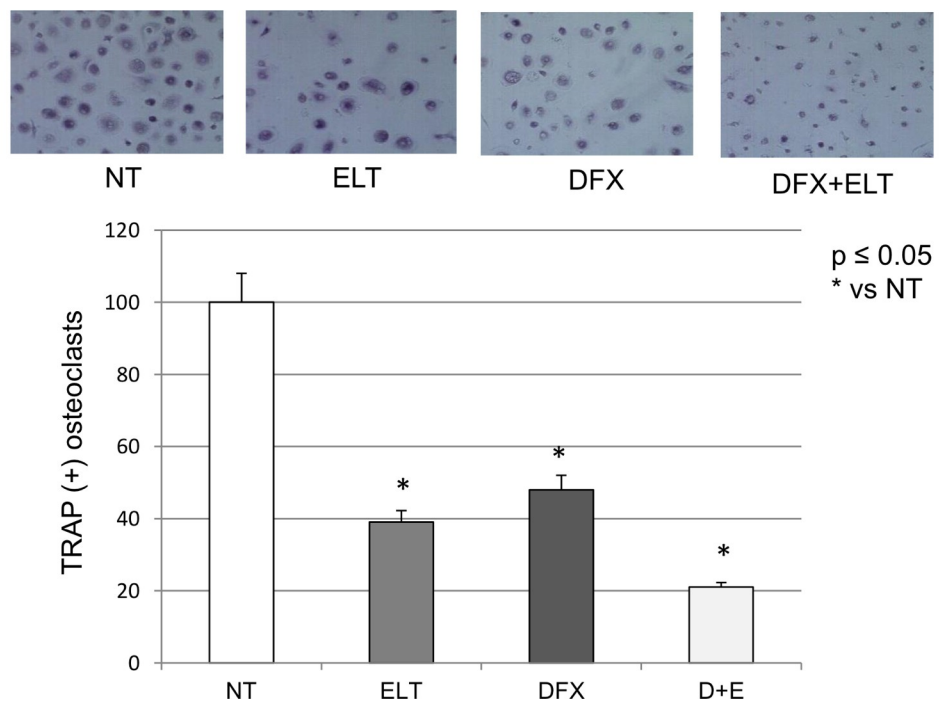 NT
ELT
DFX
DFX+ELT
p ≤ 0.05
* vs NT
TRAP (+) osteoclasts
120
100
80
60
40
20
0
*
*
*
NT
ELT
DFX
D+E